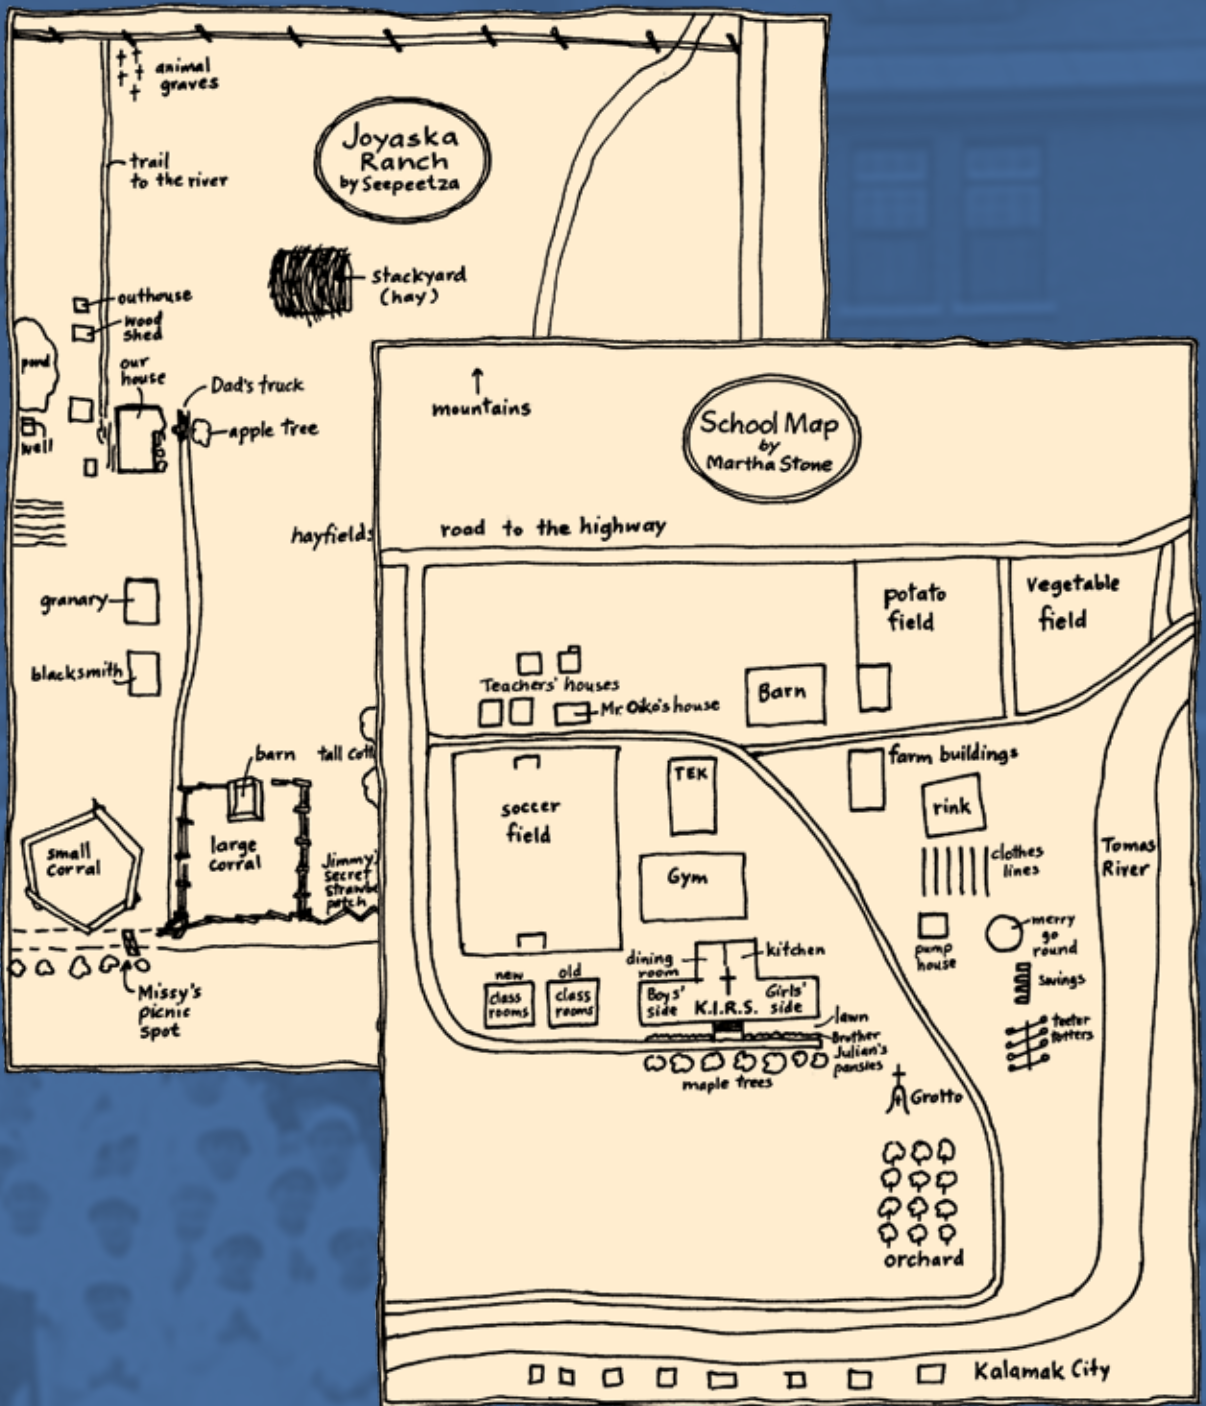 animal
graves
Joyaska
Ranch
by Seepeetza
trail
to the river
stackyard
(hay)
outhouse
wood
shed
pond
our
house
Dad's truck
apple tree
well
hayfields
granary
blacksmith
barn
tall
small
corral
large
corral
Jimmy's
secret
patch
Missy's
picnic
spot
mountains
School Map
by
Martha Stone
road to the highway
potato
field
vegetable
field
Teachers' houses
Mr. Oiko's house
Barn
farm buildings
soccer
field
TEK
rink
Gym
clothes
lines
Tomas
River
pump
house
merry
go
round
dining
room
kitchen
new
class
rooms
old
class
rooms
Boys'
side
K.I.R.S.
Girls'
side
swings
teeter
totters
lawn
Brother
Julian's
pansies
maple trees
Grotto
orchard
Kalamak City